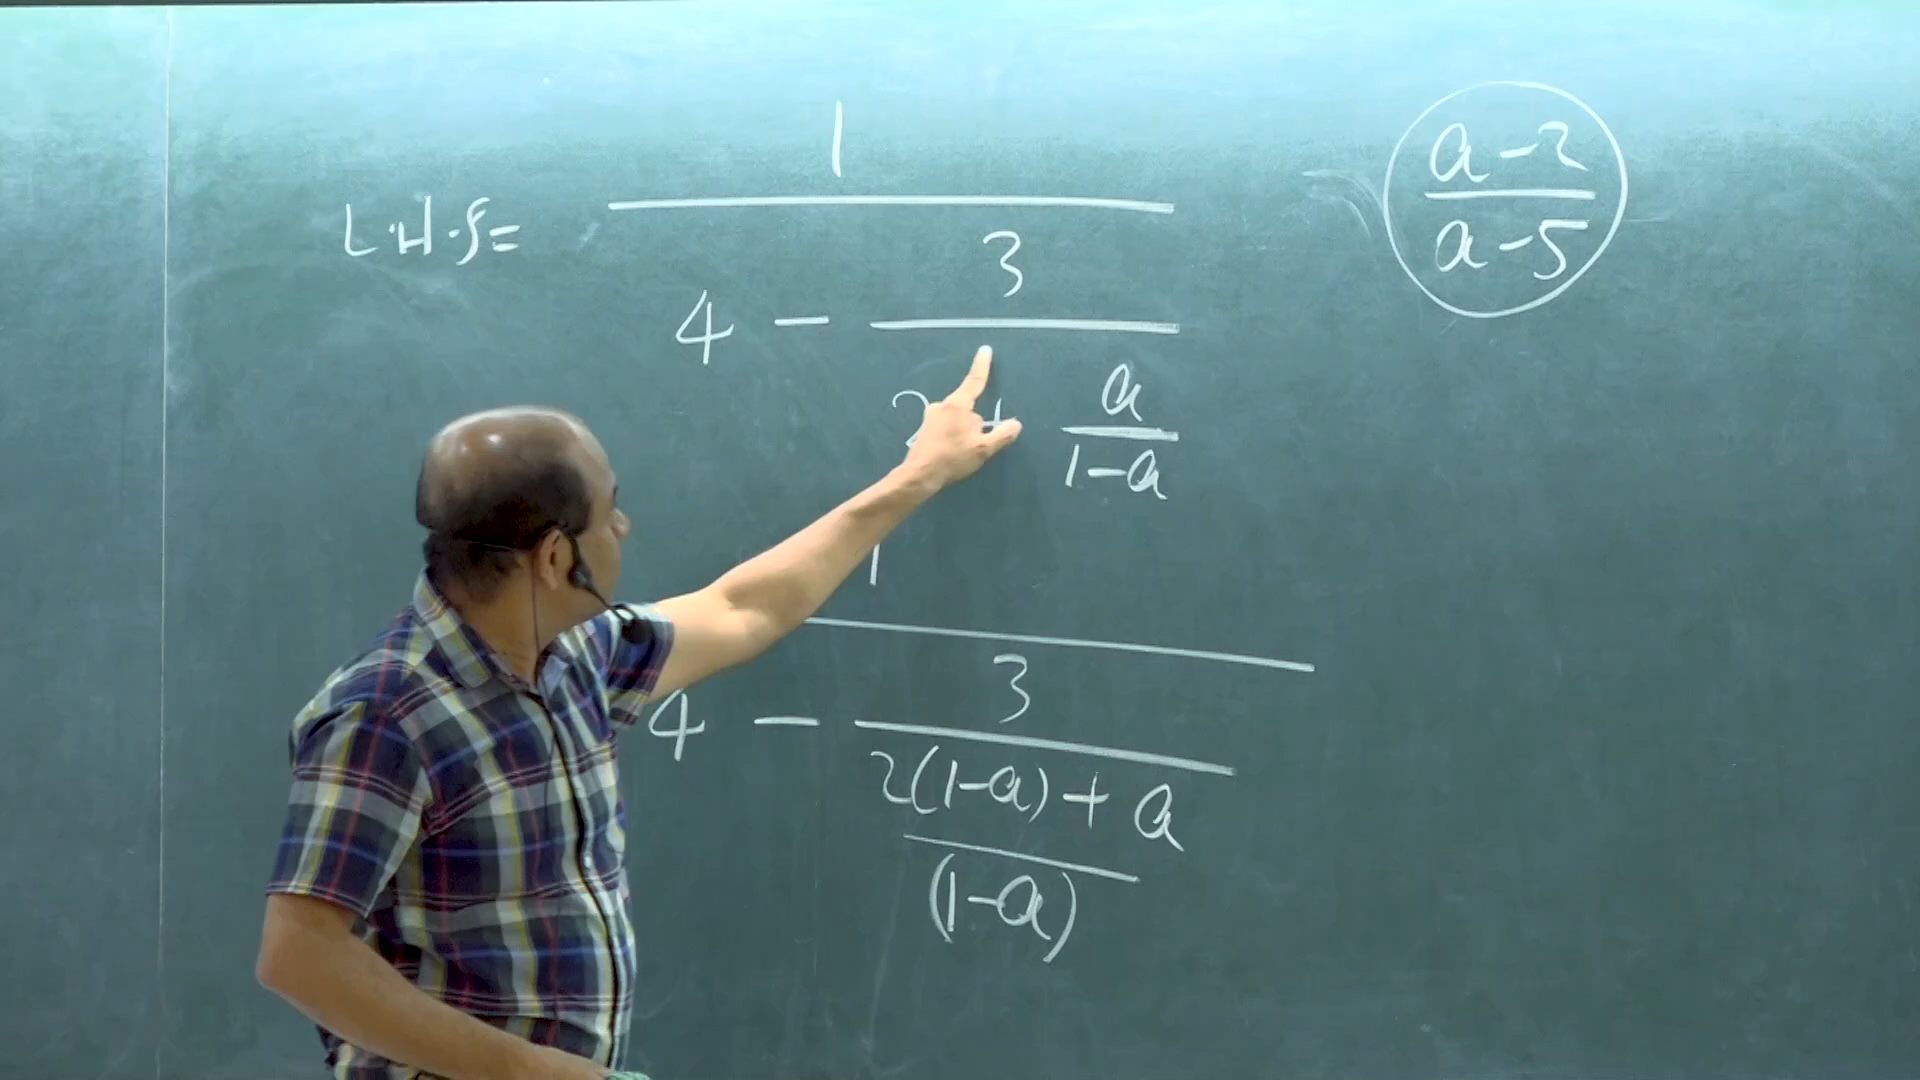 L.H.S= 1
4 - 3
2 + a
1-a
1
4 - 3
2(1-a) + a
(1-a)
a-2
a-5